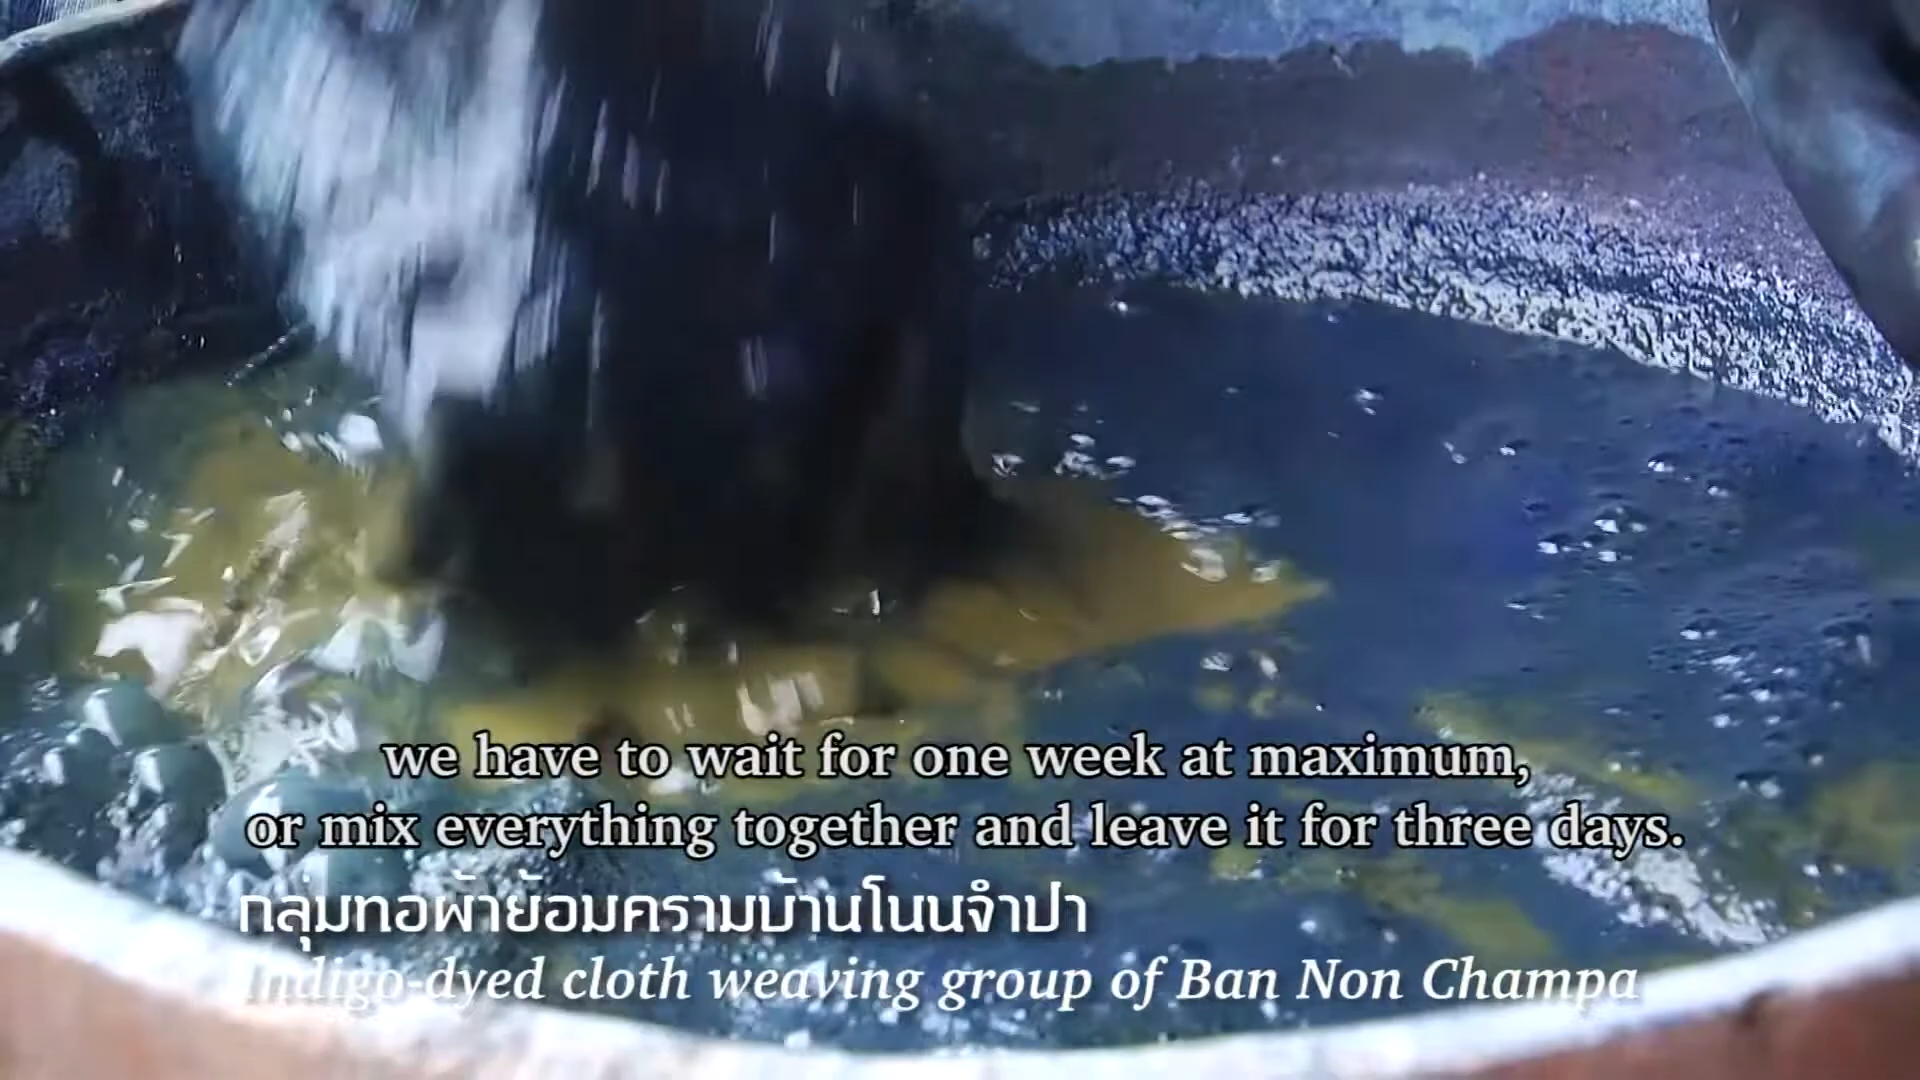 we have to wait for one week at maximum,
or mix everything together and leave it for three days.
กลุ่มทอผ้าย้อมครามบ้านโนนจำปา
Indigo-dyed cloth weaving group of Ban Non Champa